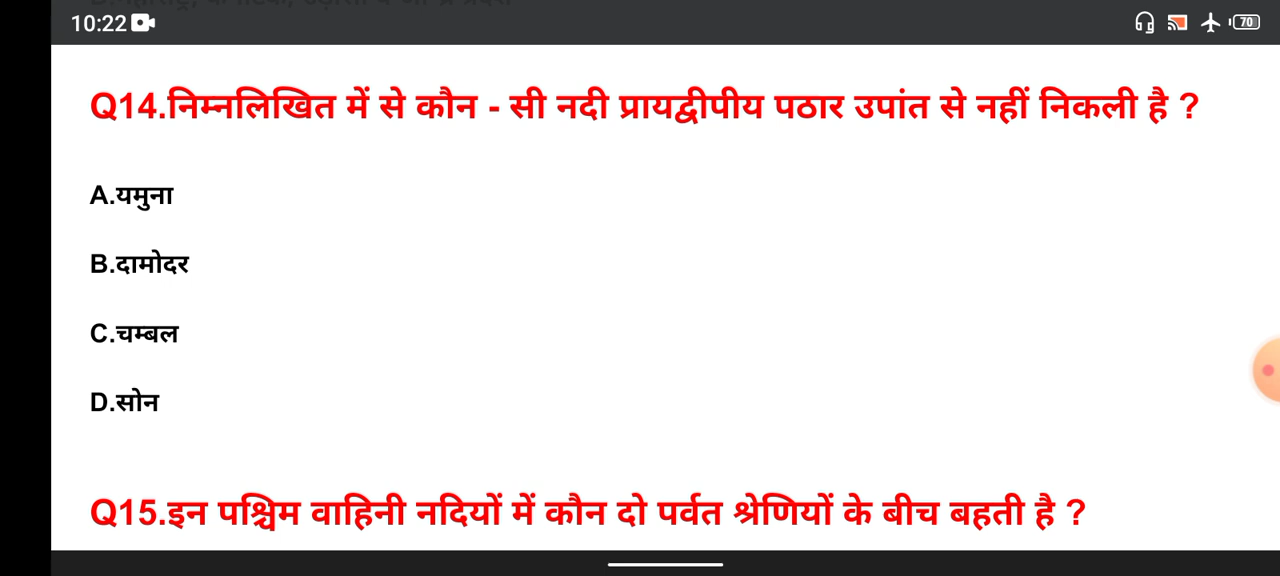 10:22
70
Q14.निम्नलिखित में से कौन - सी नदी प्रायद्वीपीय पठार उपांत से नहीं निकली है ?
A.यमुना
B.दामोदर
C.चम्बल
D.सोन
Q15.इन पश्चिम वाहिनी नदियों में कौन दो पर्वत श्रेणियों के बीच बहती है ?